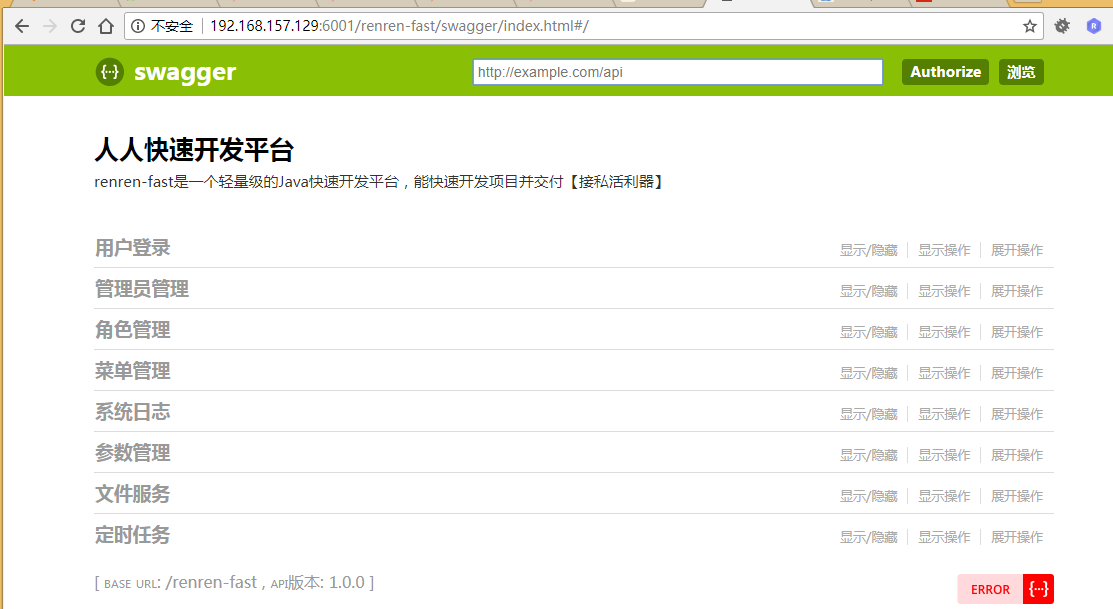 不安全 192.168.157.129:6001/renren-fast/swagger/index.html#/
{··} swagger http://example.com/api Authorize 浏览
人人快速开发平台
renren-fast是一个轻量级的Java快速开发平台，能快速开发项目并交付【接私活利器】
用户登录 显示/隐藏 显示操作 展开操作
管理员管理 显示/隐藏 显示操作 展开操作
角色管理 显示/隐藏 显示操作 展开操作
菜单管理 显示/隐藏 显示操作 展开操作
系统日志 显示/隐藏 显示操作 展开操作
参数管理 显示/隐藏 显示操作 展开操作
文件服务 显示/隐藏 显示操作 展开操作
定时任务 显示/隐藏 显示操作 展开操作
[ BASE URL: /renren-fast , API版本: 1.0.0 ]
ERROR {···}